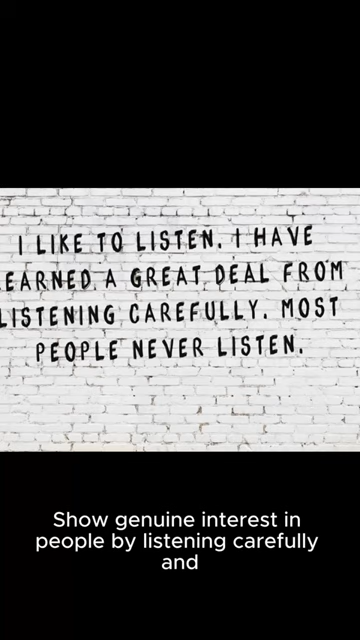 I LIKE TO LISTEN. I HAVE
EARNED A GREAT DEAL FROM
LISTENING CAREFULLY. MOST
PEOPLE NEVER LISTEN.
Show genuine interest in
people by listening carefully
and